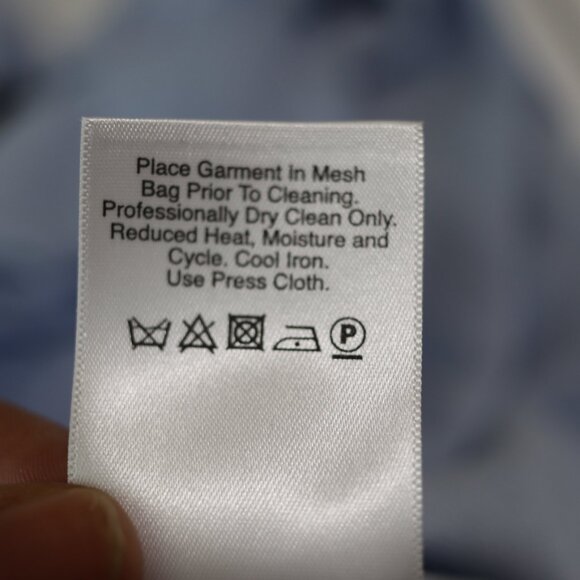 Place Garment in Mesh
Bag Prior To Cleaning.
Professionally Dry Clean Only.
Reduced Heat, Moisture and
Cycle. Cool Iron.
Use Press Cloth.
P